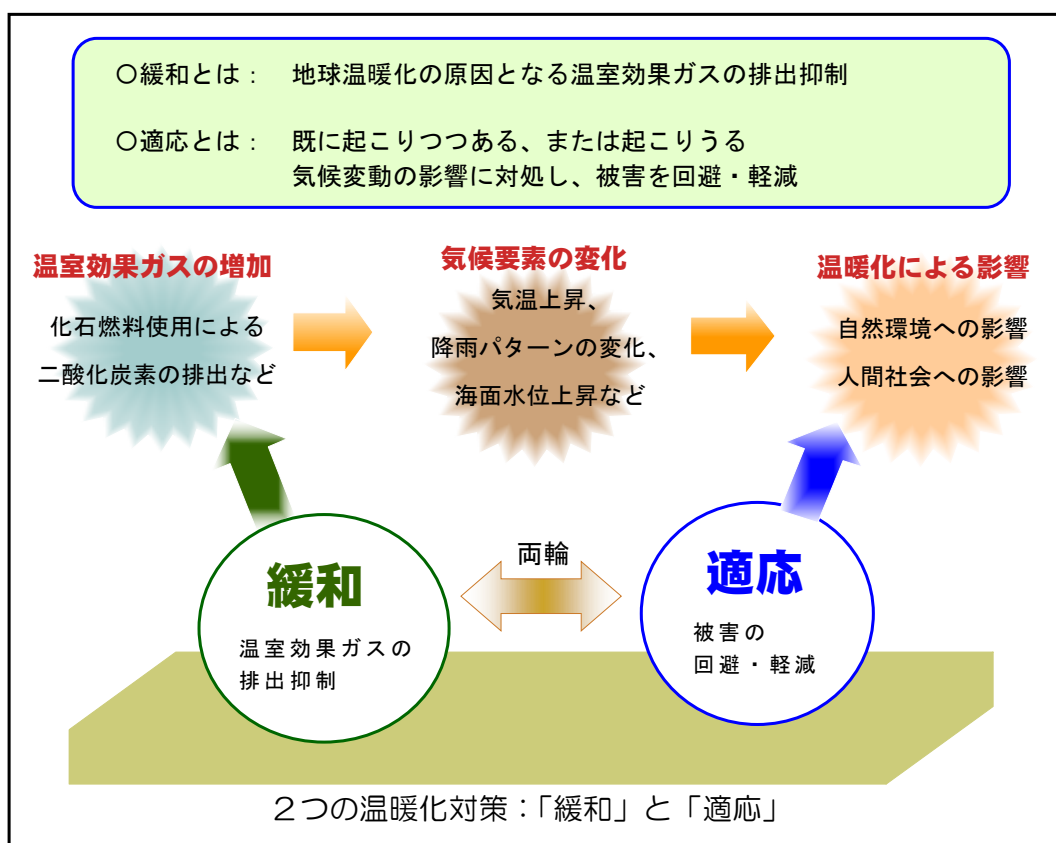 〇緩和とは： 地球温暖化の原因となる温室効果ガスの排出抑制
〇適応とは： 既に起こりつつある、または起こりうる
気候変動の影響に対処し、被害を回避・軽減
温室効果ガスの増加
化石燃料使用による
二酸化炭素の排出など
気候要素の変化
気温上昇、
降雨パターンの変化、
海面水位上昇など
温暖化による影響
自然環境への影響
人間社会への影響
緩和
温室効果ガスの
排出抑制
両輪
適応
被害の
回避・軽減
２つの温暖化対策：「緩和」と「適応」